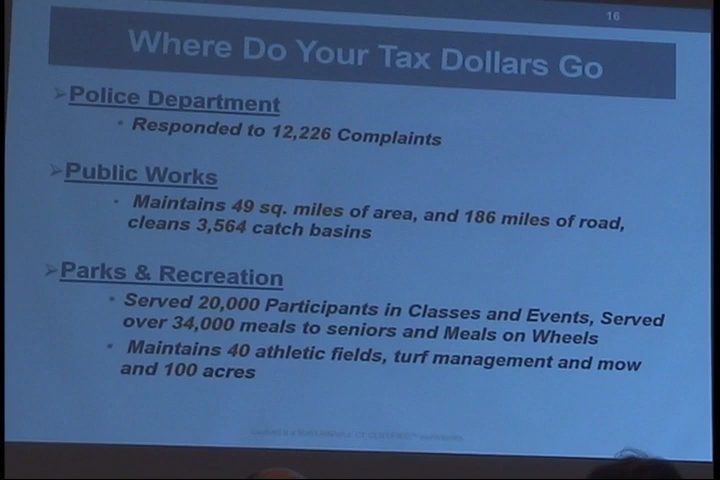 16
Where Do Your Tax Dollars Go
➢Police Department
• Responded to 12,226 Complaints
➢Public Works
• Maintains 49 sq. miles of area, and 186 miles of road,
cleans 3,564 catch basins
➢Parks & Recreation
• Served 20,000 Participants in Classes and Events, Served
over 34,000 meals to seniors and Meals on Wheels
• Maintains 40 athletic fields, turf management and mow
and 100 acres